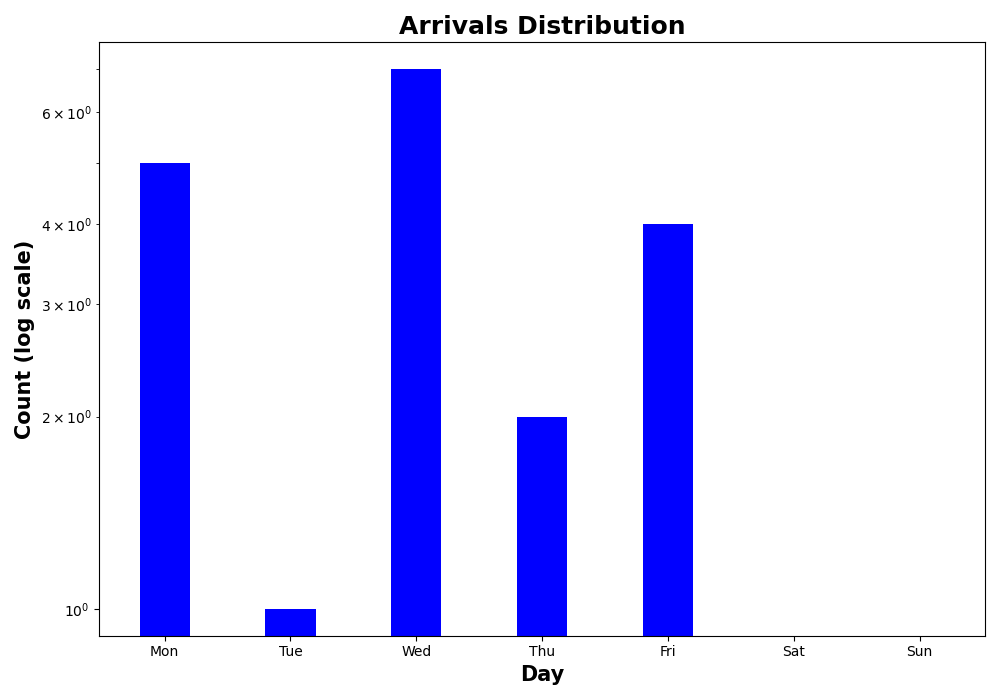 Arrivals Distribution
Count (log scale)
6 × 10⁰
4 × 10⁰
3 × 10⁰
2 × 10⁰
10⁰
Mon Tue Wed Thu Fri Sat Sun
Day